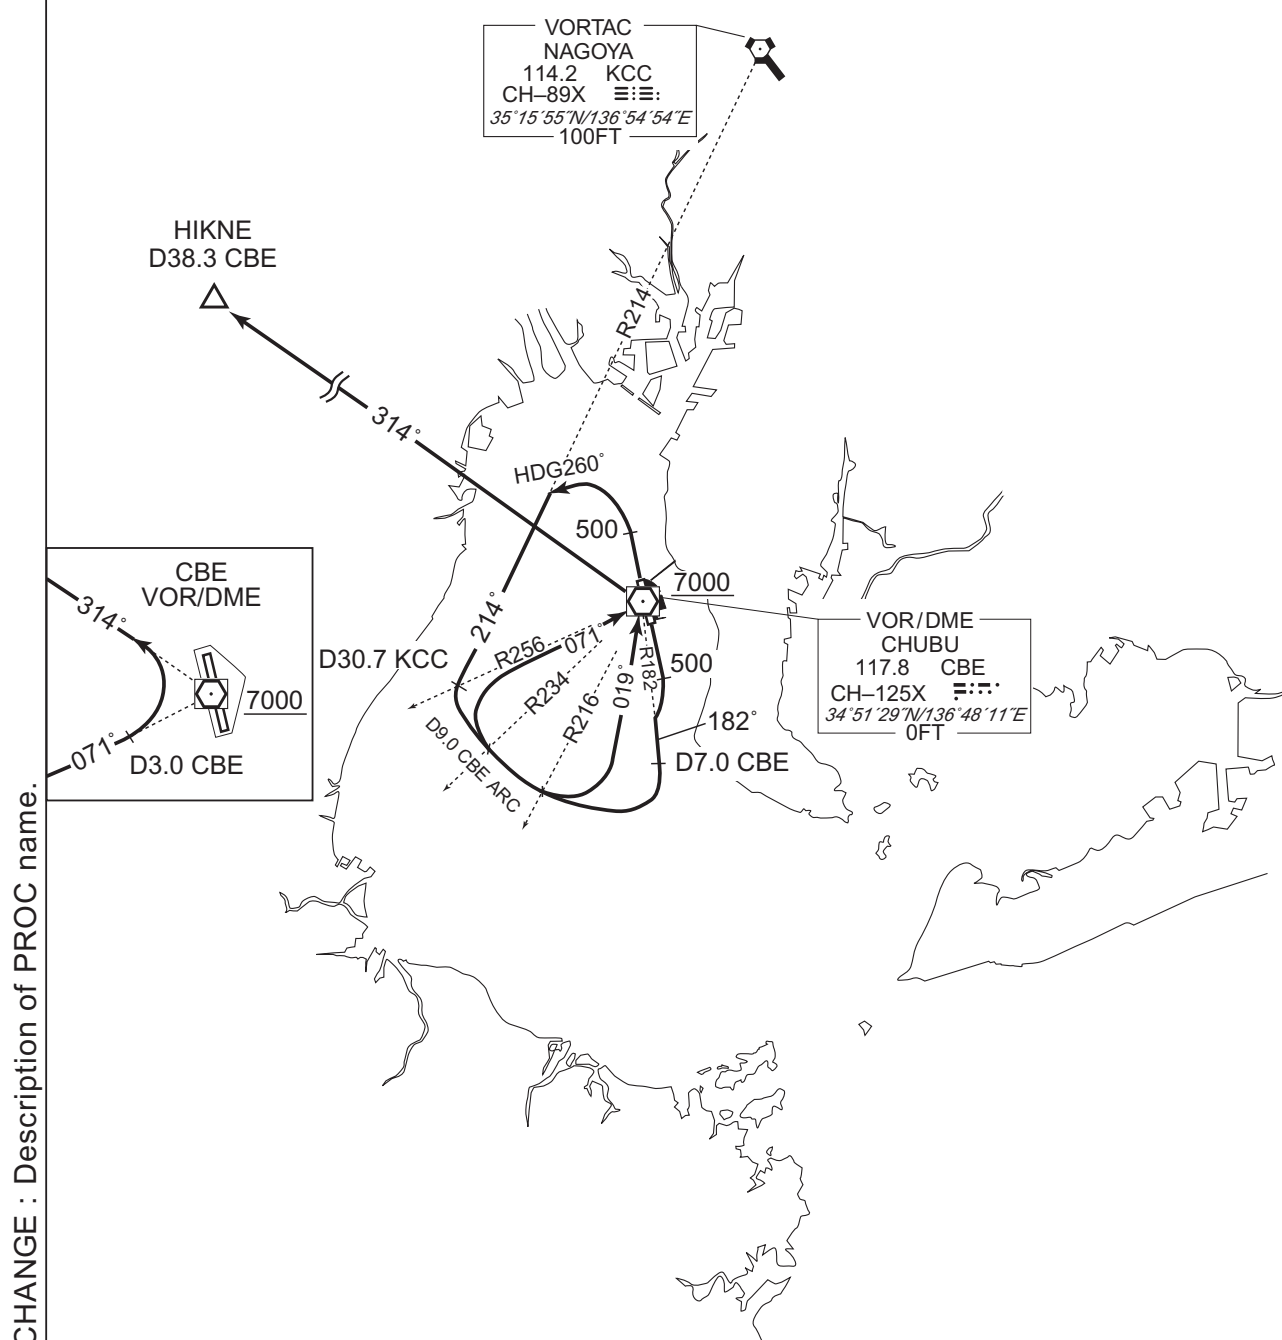 VORTAC
NAGOYA
114.2 KCC
CH–89X
35°15´55˝N/136°54´54˝E
100FT
HIKNE
D38.3 CBE
R214
314°
HDG260°
500
7000
CBE
VOR/DME
314°
7000
071°
D3.0 CBE
VOR/DME
CHUBU
117.8 CBE
CH–125X
34°51´29˝N/136°48´11˝E
0FT
214°
D30.7 KCC
R256
071°
R234
R216
019°
R182
500
182°
D7.0 CBE
D9.0 CBE ARC
CHANGE : Description of PROC name.